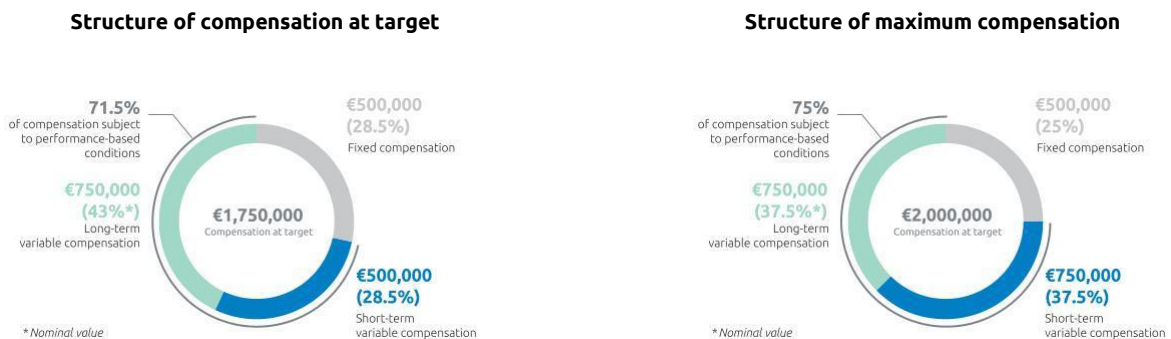 Structure of compensation at target
71.5%
of compensation subject
to performance-based
conditions
€500,000
(28.5%)
Fixed compensation
€750,000
(43%*)
Long-term
variable compensation
€1,750,000
Compensation at target
€500,000
(28.5%)
Short-term
variable compensation
* Nominal value
Structure of maximum compensation
75%
of compensation subject
to performance-based
conditions
€500,000
(25%)
Fixed compensation
€750,000
(37.5%*)
Long-term
variable compensation
€2,000,000
Compensation at target
€750,000
(37.5%)
Short-term
variable compensation
* Nominal value